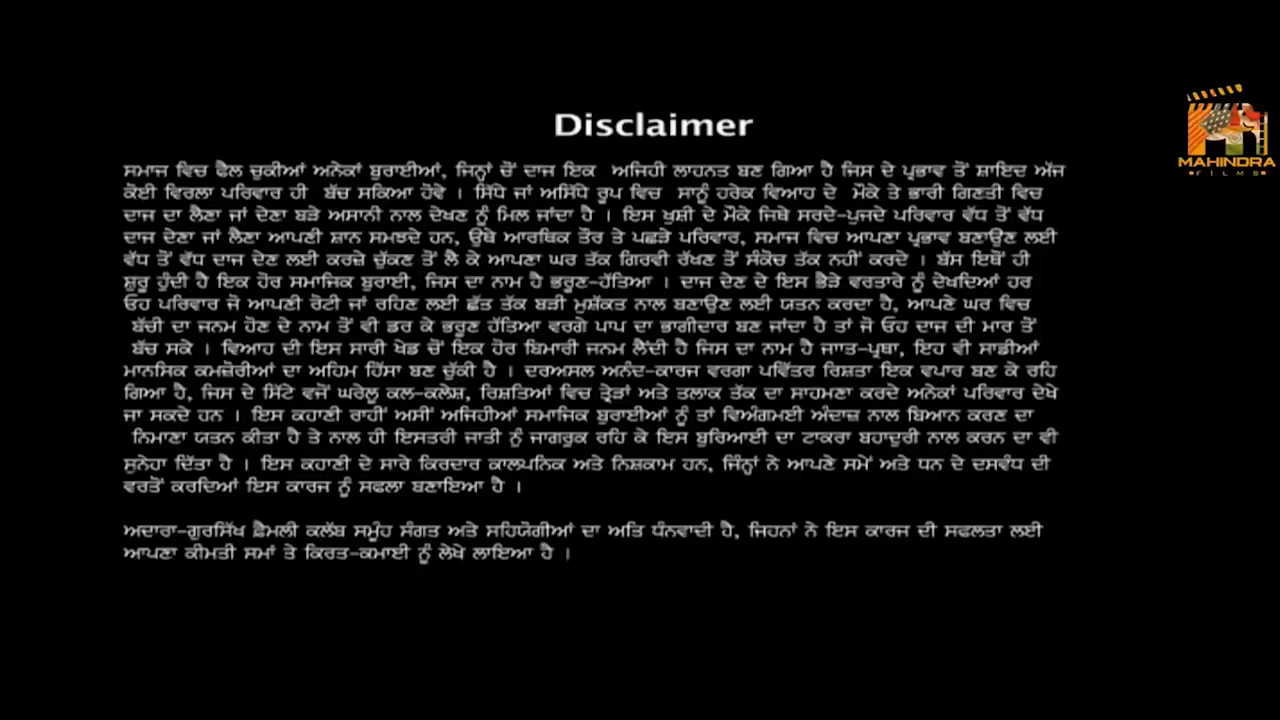 Disclaimer
ਸਮਾਜ ਵਿਚ ਫੈਲ ਚੁਕੀਆਂ ਅਨੇਕਾਂ ਬੁਰਾਈਆਂ, ਜਿਨ੍ਹਾਂ ਚੋਂ ਦਾਜ ਇਕ ਅਜਿਹੀ ਲਾਹਨਤ ਬਣ ਗਿਆ ਹੈ ਜਿਸ ਦੇ ਪ੍ਰਭਾਵ ਤੋਂ ਸ਼ਾਇਦ ਅੱਜ
ਕੋਈ ਵਿਰਲਾ ਪਰਿਵਾਰ ਹੀ ਬੱਚ ਸਕਿਆ ਹੋਵੇ । ਸਿੱਧੇ ਜਾਂ ਅਸਿੱਧੇ ਰੂਪ ਵਿਚ ਸਾਨੂੰ ਹਰੇਕ ਵਿਆਹ ਦੇ ਮੌਕੇ ਤੇ ਭਾਰੀ ਗਿਣਤੀ ਵਿਚ
ਦਾਜ ਦਾ ਲੈਣਾ ਜਾਂ ਦੇਣਾ ਬੜੇ ਅਸਾਨੀ ਨਾਲ ਦੇਖਣ ਨੂੰ ਮਿਲ ਜਾਂਦਾ ਹੈ । ਇਸ ਖੁਸ਼ੀ ਦੇ ਮੌਕੇ ਜਿਥੇ ਸਰਦੇ-ਪੁਜਦੇ ਪਰਿਵਾਰ ਵੱਧ ਤੋਂ ਵੱਧ
ਦਾਜ ਦੇਣਾ ਜਾਂ ਲੈਣਾ ਆਪਣੀ ਸ਼ਾਨ ਸਮਝਦੇ ਹਨ, ਉਥੇ ਆਰਥਿਕ ਤੌਰ ਤੇ ਪਛੜੇ ਪਰਿਵਾਰ, ਸਮਾਜ ਵਿਚ ਆਪਣਾ ਪ੍ਰਭਾਵ ਬਣਾਉਣ ਲਈ
ਵੱਧ ਤੋਂ ਵੱਧ ਦਾਜ ਦੇਣ ਲਈ ਕਰਜ਼ੇ ਚੁੱਕਣ ਤੋਂ ਲੈ ਕੇ ਆਪਣਾ ਘਰ ਤੱਕ ਗਿਰਵੀ ਰੱਖਣ ਤੋਂ ਸੰਕੋਚ ਤੱਕ ਨਹੀਂ ਕਰਦੇ । ਬੱਸ ਇਥੋਂ ਹੀ
ਸ਼ੁਰੂ ਹੁੰਦੀ ਹੈ ਇਕ ਹੋਰ ਸਮਾਜਿਕ ਬੁਰਾਈ, ਜਿਸ ਦਾ ਨਾਮ ਹੈ ਭਰੂਣ-ਹੱਤਿਆ । ਦਾਜ ਦੇਣ ਦੇ ਇਸ ਭੈੜੇ ਵਰਤਾਰੇ ਨੂੰ ਦੇਖਦਿਆਂ ਹਰ
ਓਹ ਪਰਿਵਾਰ ਜੋ ਆਪਣੀ ਰੋਟੀ ਜਾਂ ਰਹਿਣ ਲਈ ਛੱਤ ਤੱਕ ਬੜੀ ਮੁਸ਼ੱਕਤ ਨਾਲ ਬਣਾਉਣ ਲਈ ਯਤਨ ਕਰਦਾ ਹੈ, ਆਪਣੇ ਘਰ ਵਿਚ
ਬੱਚੀ ਦਾ ਜਨਮ ਹੋਣ ਦੇ ਨਾਮ ਤੋਂ ਵੀ ਡਰ ਕੇ ਭਰੂਣ ਹੱਤਿਆ ਵਰਗੇ ਪਾਪ ਦਾ ਭਾਗੀਦਾਰ ਬਣ ਜਾਂਦਾ ਹੈ ਤਾਂ ਜੋ ਓਹ ਦਾਜ ਦੀ ਮਾਰ ਤੋਂ
ਬੱਚ ਸਕੇ । ਵਿਆਹ ਦੀ ਇਸ ਸਾਰੀ ਖੇਡ ਚੋਂ ਇਕ ਹੋਰ ਬਿਮਾਰੀ ਜਨਮ ਲੈਂਦੀ ਹੈ ਜਿਸ ਦਾ ਨਾਮ ਹੈ ਜਾਤ-ਪ੍ਰਥਾ, ਇਹ ਵੀ ਸਾਡੀਆਂ
ਮਾਨਸਿਕ ਕਮਜ਼ੋਰੀਆਂ ਦਾ ਅਹਿਮ ਹਿੱਸਾ ਬਣ ਚੁੱਕੀ ਹੈ । ਦਰਅਸਲ ਅਨੰਦ-ਕਾਰਜ ਵਰਗਾ ਪਵਿੱਤਰ ਰਿਸ਼ਤਾ ਇਕ ਵਪਾਰ ਬਣ ਕੇ ਰਹਿ
ਗਿਆ ਹੈ, ਜਿਸ ਦੇ ਸਿੱਟੇ ਵਜੋਂ ਘਰੇਲੂ ਕਲ-ਕਲੇਸ਼, ਰਿਸ਼ਤਿਆਂ ਵਿਚ ਤ੍ਰੇੜਾਂ ਅਤੇ ਤਲਾਕ ਤੱਕ ਦਾ ਸਾਹਮਣਾ ਕਰਦੇ ਅਨੇਕਾਂ ਪਰਿਵਾਰ ਦੇਖੇ
ਜਾ ਸਕਦੇ ਹਨ । ਇਸ ਕਹਾਣੀ ਰਾਹੀਂ ਅਸੀਂ ਅਜਿਹੀਆਂ ਸਮਾਜਿਕ ਬੁਰਾਈਆਂ ਨੂੰ ਤਾਂ ਵਿਅੰਗਮਈ ਅੰਦਾਜ਼ ਨਾਲ ਬਿਆਨ ਕਰਣ ਦਾ
ਨਿਮਾਣਾ ਯਤਨ ਕੀਤਾ ਹੈ ਤੇ ਨਾਲ ਹੀ ਇਸਤਰੀ ਜਾਤੀ ਨੂੰ ਜਾਗਰੁਕ ਰਹਿ ਕੇ ਇਸ ਬੁਰਿਆਈ ਦਾ ਟਾਕਰਾ ਬਹਾਦੁਰੀ ਨਾਲ ਕਰਨ ਦਾ ਵੀ
ਸੁਨੇਹਾ ਦਿੱਤਾ ਹੈ । ਇਸ ਕਹਾਣੀ ਦੇ ਸਾਰੇ ਕਿਰਦਾਰ ਕਾਲਪਨਿਕ ਅਤੇ ਨਿਸ਼ਕਾਮ ਹਨ, ਜਿੰਨ੍ਹਾਂ ਨੇ ਆਪਣੇ ਸਮੇਂ ਅਤੇ ਧਨ ਦੇ ਦਸਵੰਧ ਦੀ
ਵਰਤੋਂ ਕਰਦਿਆਂ ਇਸ ਕਾਰਜ ਨੂੰ ਸਫਲਾ ਬਣਾਇਆ ਹੈ ।
ਅਦਾਰਾ-ਗੁਰਸਿੱਖ ਫ਼ੈਮਲੀ ਕਲੱਬ ਸਮੂੰਹ ਸੰਗਤ ਅਤੇ ਸਹਿਯੋਗੀਆਂ ਦਾ ਅਤਿ ਧੰਨਵਾਦੀ ਹੈ, ਜਿਹਨਾਂ ਨੇ ਇਸ ਕਾਰਜ ਦੀ ਸਫਲਤਾ ਲਈ
ਆਪਣਾ ਕੀਮਤੀ ਸਮਾਂ ਤੇ ਕਿਰਤ-ਕਮਾਈ ਨੂੰ ਲੇਖੇ ਲਾਇਆ ਹੈ ।
MAHINDRA
FILMS